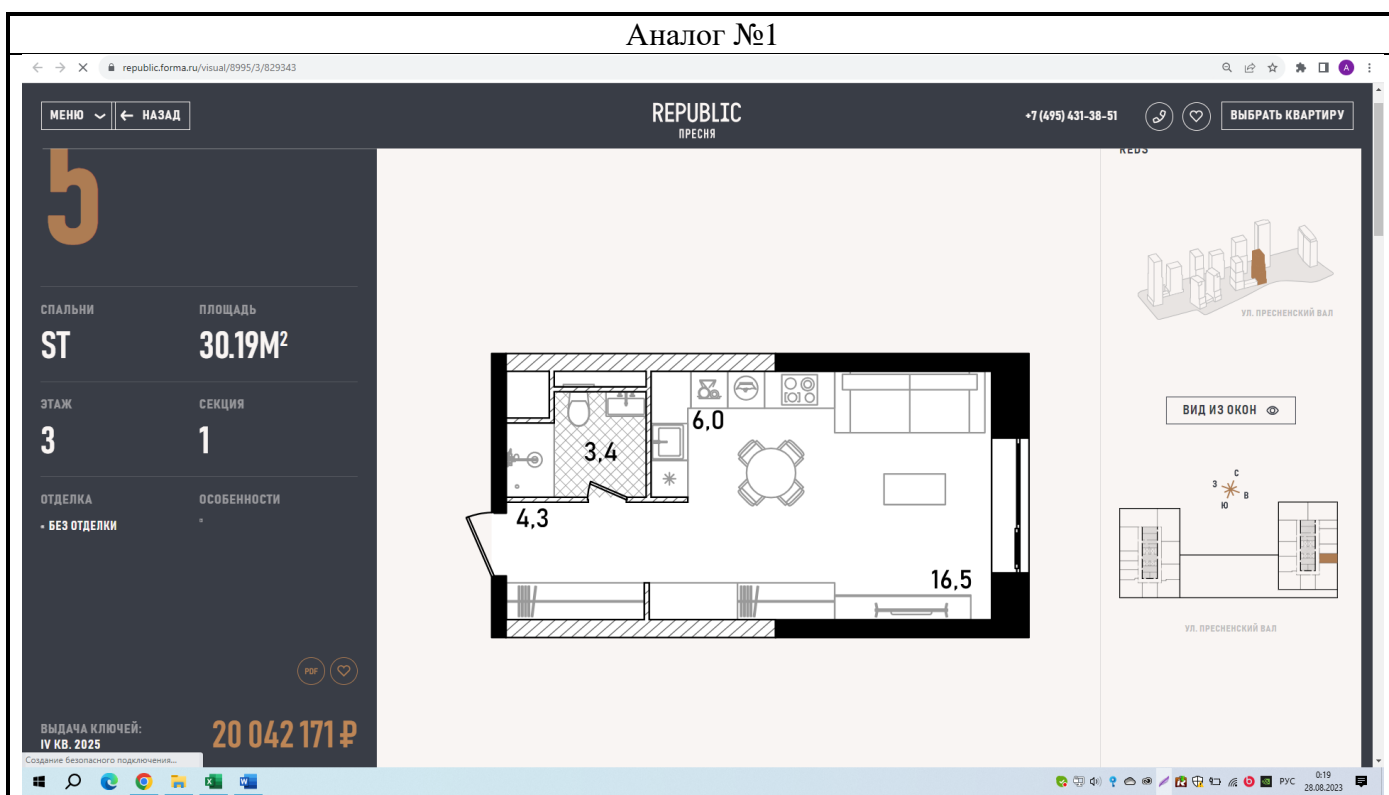 Аналог №1
republic.forma.ru/visual/8995/3/829343
A
МЕНЮ
← НАЗАД
REPUBLIC
ПРЕСНЯ
+7 (495) 431-38-51
ВЫБРАТЬ КВАРТИРУ
5
СПАЛЬНИ
ПЛОЩАДЬ
ST
30.19М²
ЭТАЖ
СЕКЦИЯ
3
1
ОТДЕЛКА
ОСОБЕННОСТИ
- БЕЗ ОТДЕЛКИ
PDF
ВЫДАЧА КЛЮЧЕЙ:
IV КВ. 2025
20 042 171 ₽
Создание безопасного подключения...
6,0
3,4
4,3
16,5
REDS
УЛ. ПРЕСНЕНСКИЙ ВАЛ
ВИД ИЗ ОКОН
С
З
В
Ю
УЛ. ПРЕСНЕНСКИЙ ВАЛ
РУС
0:19
28.08.2023